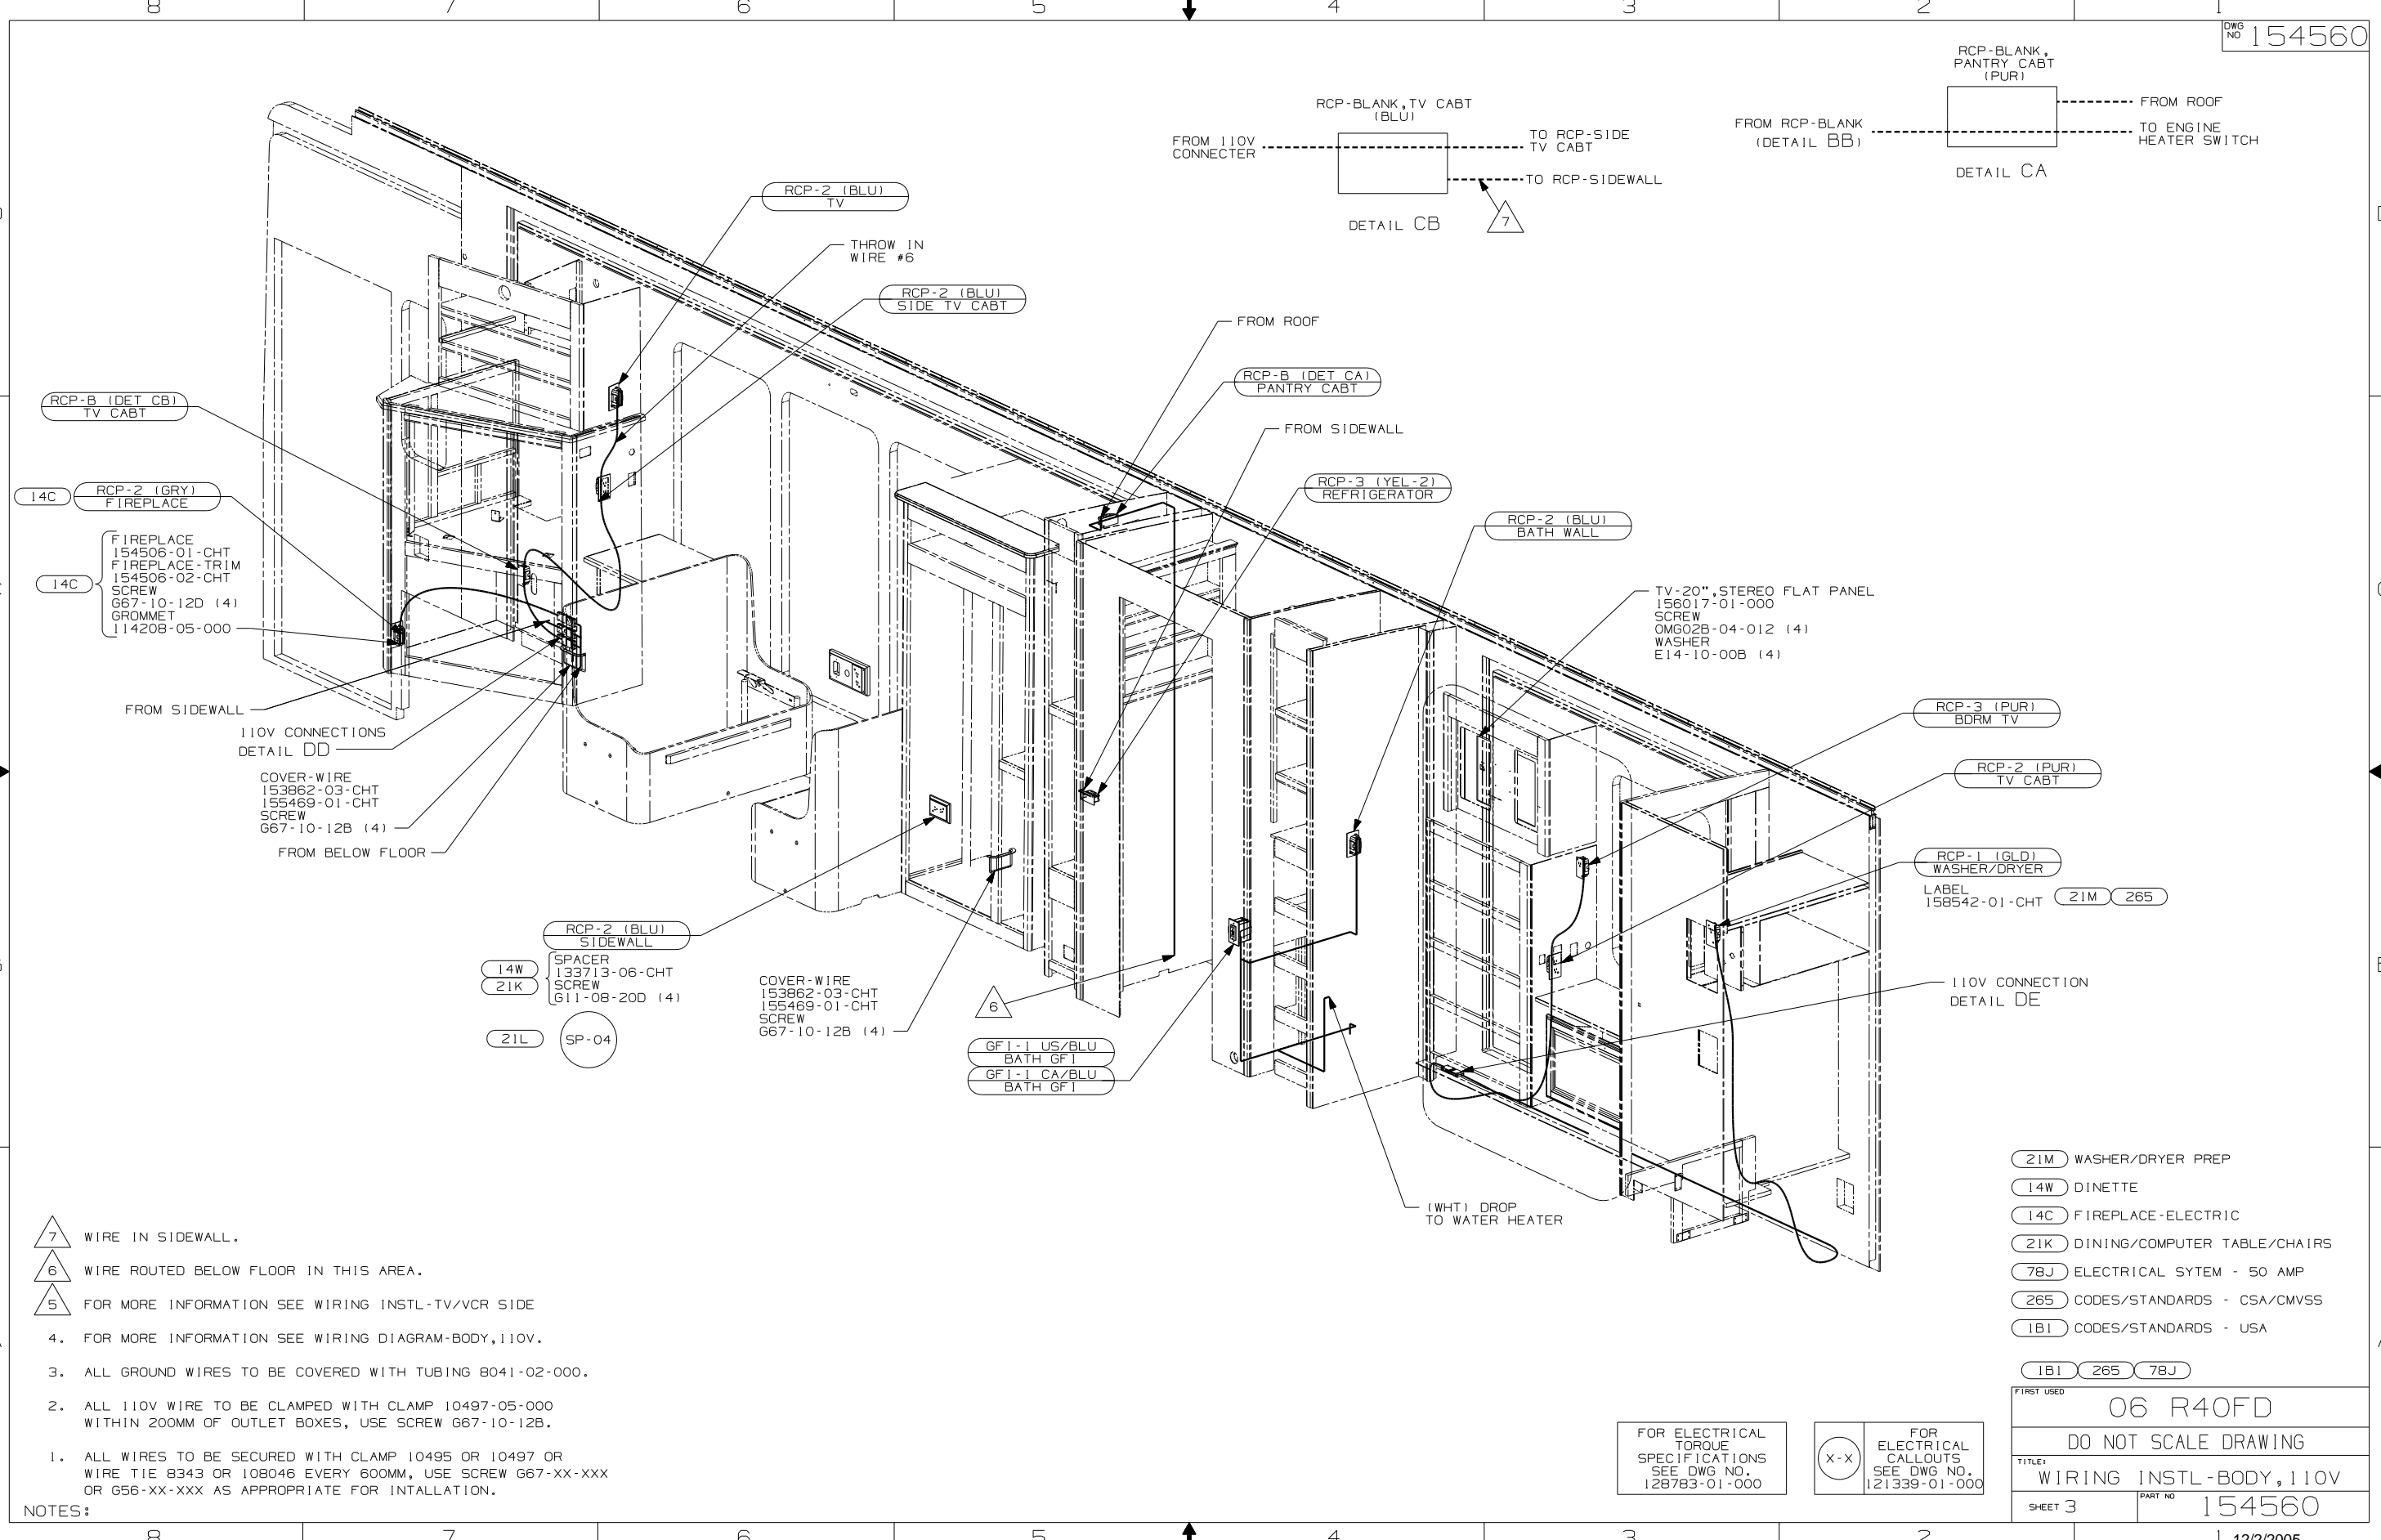 8 7 6 5 4 3 2 1
DWG NO 154560
RCP-BLANK,
PANTRY CABT
(PUR)
FROM ROOF
FROM RCP-BLANK
(DETAIL BB)
TO ENGINE
HEATER SWITCH
DETAIL CA
RCP-BLANK,TV CABT
(BLU)
FROM 110V
CONNECTER
TO RCP-SIDE
TV CABT
TO RCP-SIDEWALL
DETAIL CB
7
D
D
RCP-2 (BLU)
TV
THROW IN
WIRE #6
RCP-2 (BLU)
SIDE TV CABT
FROM ROOF
RCP-B (DET CA)
PANTRY CABT
FROM SIDEWALL
RCP-3 (YEL-2)
REFRIGERATOR
RCP-2 (BLU)
BATH WALL
RCP-B (DET CB)
TV CABT
14C
RCP-2 (GRY)
FIREPLACE
14C
FIREPLACE
154506-01-CHT
FIREPLACE-TRIM
154506-02-CHT
SCREW
G67-10-12D (4)
GROMMET
114208-05-000
TV-20",STEREO FLAT PANEL
156017-01-000
SCREW
0MG02B-04-012 (4)
WASHER
E14-10-00B (4)
FROM SIDEWALL
110V CONNECTIONS
DETAIL DD
COVER-WIRE
153862-03-CHT
155469-01-CHT
SCREW
G67-10-12B (4)
FROM BELOW FLOOR
RCP-3 (PUR)
BDRM TV
RCP-2 (PUR)
TV CABT
RCP-1 (GLD)
WASHER/DRYER
LABEL
158542-01-CHT 21M 265
RCP-2 (BLU)
SIDEWALL
14W
21K
SPACER
133713-06-CHT
SCREW
G11-08-20D (4)
21L SP-04
COVER-WIRE
153862-03-CHT
155469-01-CHT
SCREW
G67-10-12B (4)
6
GFI-1 US/BLU
BATH GFI
GFI-1 CA/BLU
BATH GFI
110V CONNECTION
DETAIL DE
(WHT) DROP
TO WATER HEATER
21M WASHER/DRYER PREP
14W DINETTE
14C FIREPLACE-ELECTRIC
21K DINING/COMPUTER TABLE/CHAIRS
78J ELECTRICAL SYTEM - 50 AMP
265 CODES/STANDARDS - CSA/CMVSS
1B1 CODES/STANDARDS - USA
1B1 265 78J
7 WIRE IN SIDEWALL.
6 WIRE ROUTED BELOW FLOOR IN THIS AREA.
5 FOR MORE INFORMATION SEE WIRING INSTL-TV/VCR SIDE
4. FOR MORE INFORMATION SEE WIRING DIAGRAM-BODY,110V.
3. ALL GROUND WIRES TO BE COVERED WITH TUBING 8041-02-000.
2. ALL 110V WIRE TO BE CLAMPED WITH CLAMP 10497-05-000
WITHIN 200MM OF OUTLET BOXES, USE SCREW G67-10-12B.
1. ALL WIRES TO BE SECURED WITH CLAMP 10495 OR 10497 OR
WIRE TIE 8343 OR 108046 EVERY 600MM, USE SCREW G67-XX-XXX
OR G56-XX-XXX AS APPROPRIATE FOR INTALLATION.
NOTES:
FOR ELECTRICAL
TORQUE
SPECIFICATIONS
SEE DWG NO.
128783-01-000
X-X
FOR
ELECTRICAL
CALLOUTS
SEE DWG NO.
121339-01-000
FIRST USED
06 R40FD
DO NOT SCALE DRAWING
TITLE:
WIRING INSTL-BODY,110V
SHEET 3
PART NO 154560
8 7 6 5 4 3 2 1
12/2/2005